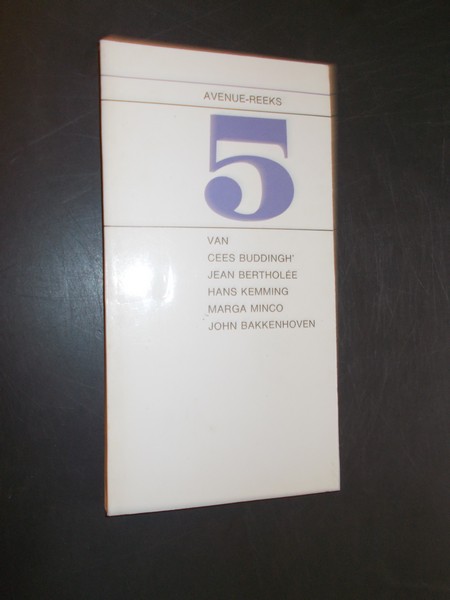 AVENUE-REEKS
5
VAN
CEES BUDDINGH'
JEAN BERTHOLÉE
HANS KEMMING
MARGA MINCO
JOHN BAKKENHOVEN